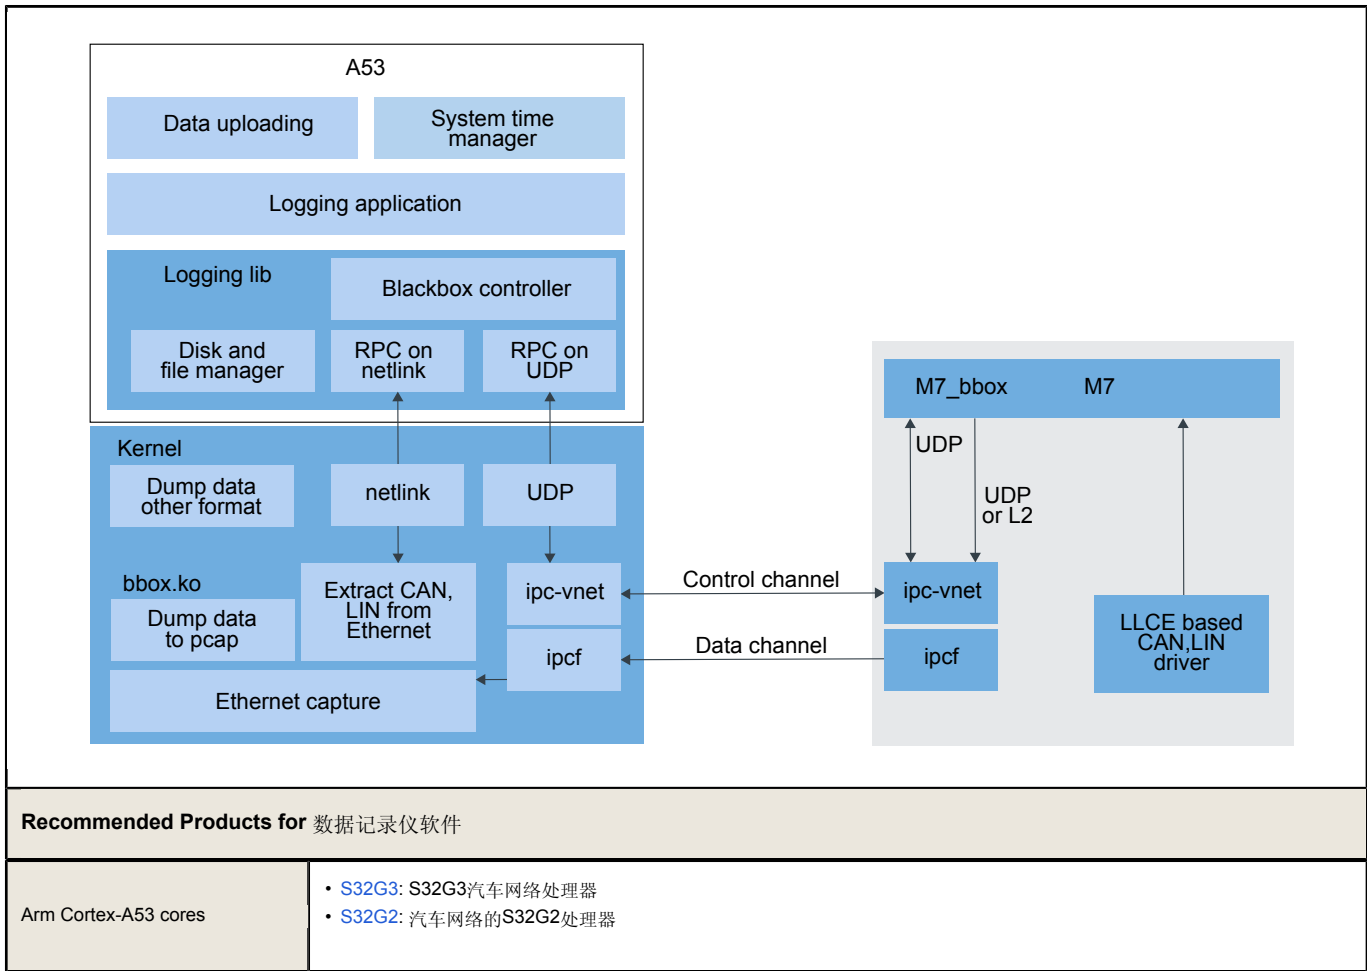 A53
Data uploading
System time
manager
Logging application
Logging lib
Blackbox controller
Disk and
file manager
RPC on
netlink
RPC on
UDP
Kernel
Dump data
other format
netlink
UDP
bbox.ko
Dump data
to pcap
Extract CAN,
LIN from
Ethernet
ipc-vnet
ipcf
Ethernet capture
Control channel
Data channel
M7_bbox
M7
UDP
UDP
or L2
ipc-vnet
ipcf
LLCE based
CAN,LIN
driver
Recommended Products for 数据记录仪软件
Arm Cortex-A53 cores
• S32G3: S32G3汽车网络处理器
• S32G2: 汽车网络的S32G2处理器